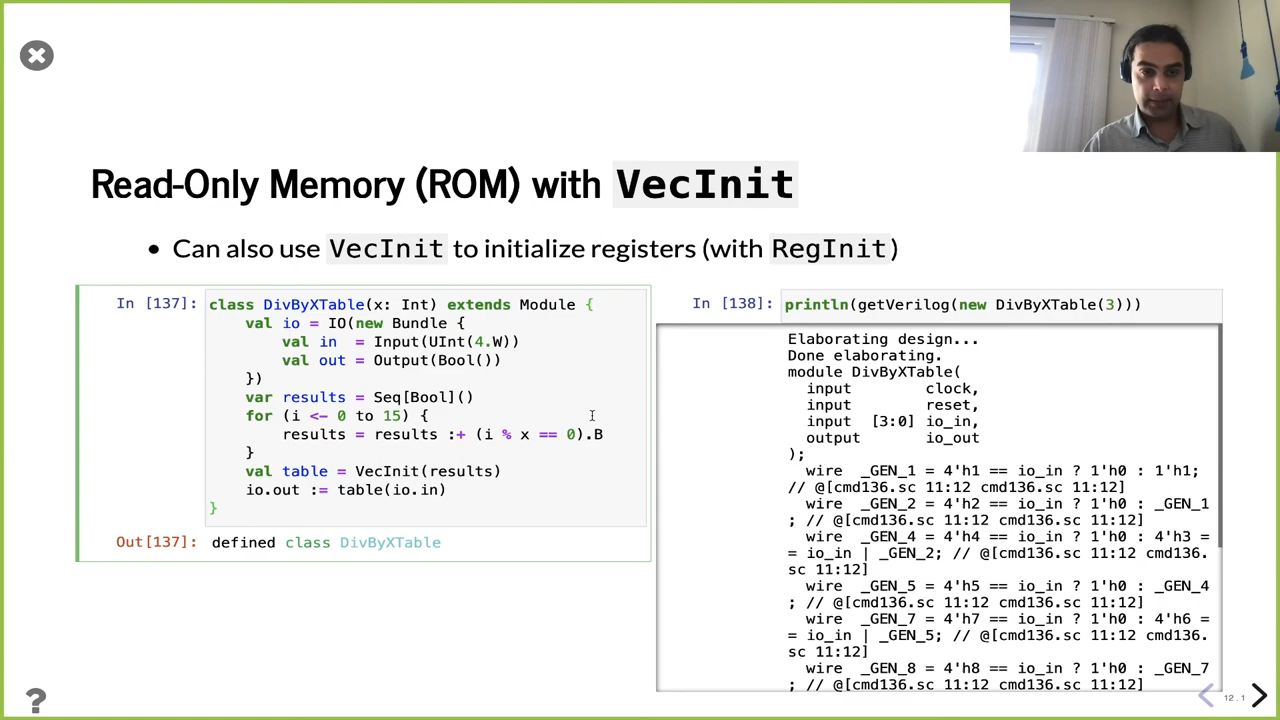 Read-Only Memory (ROM) with VecInit
• Can also use VecInit to initialize registers (with RegInit)
In [137]:
class DivByXTable(x: Int) extends Module {
    val io = IO(new Bundle {
        val in  = Input(UInt(4.W))
        val out = Output(Bool())
    })
    var results = Seq[Bool]()
    for (i <- 0 to 15) {
        results = results :+ (i % x == 0).B
    }
    val table = VecInit(results)
    io.out := table(io.in)
}
Out[137]: defined class DivByXTable
In [138]: println(getVerilog(new DivByXTable(3)))
Elaborating design...
Done elaborating.
module DivByXTable(
  input        clock,
  input        reset,
  input  [3:0] io_in,
  output       io_out
);
  wire  _GEN_1 = 4'h1 == io_in ? 1'h0 : 1'h1;
// @[cmd136.sc 11:12 cmd136.sc 11:12]
  wire  _GEN_2 = 4'h2 == io_in ? 1'h0 : _GEN_1
; // @[cmd136.sc 11:12 cmd136.sc 11:12]
  wire  _GEN_4 = 4'h4 == io_in ? 1'h0 : 4'h3 =
= io_in | _GEN_2; // @[cmd136.sc 11:12 cmd136.
sc 11:12]
  wire  _GEN_5 = 4'h5 == io_in ? 1'h0 : _GEN_4
; // @[cmd136.sc 11:12 cmd136.sc 11:12]
  wire  _GEN_7 = 4'h7 == io_in ? 1'h0 : 4'h6 =
= io_in | _GEN_5; // @[cmd136.sc 11:12 cmd136.
sc 11:12]
  wire  _GEN_8 = 4'h8 == io_in ? 1'h0 : _GEN_7
; // @[cmd136.sc 11:12 cmd136.sc 11:12]
?
12.1